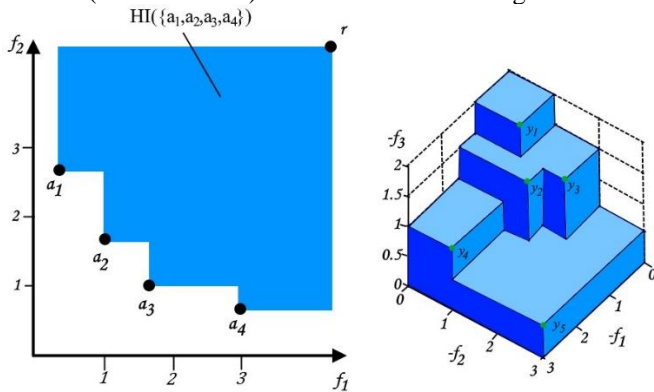 HI({a₁,a₂,a₃,a₄})
r
f₂
3
a₁
2
a₂
1
a₃
a₄
1
2
3
f₁
-f₃
2
1.5
1
0.5
0
y₁
y₂
y₃
y₄
y₅
0
1
2
3
-f₂
3
2
1
0
-f₁